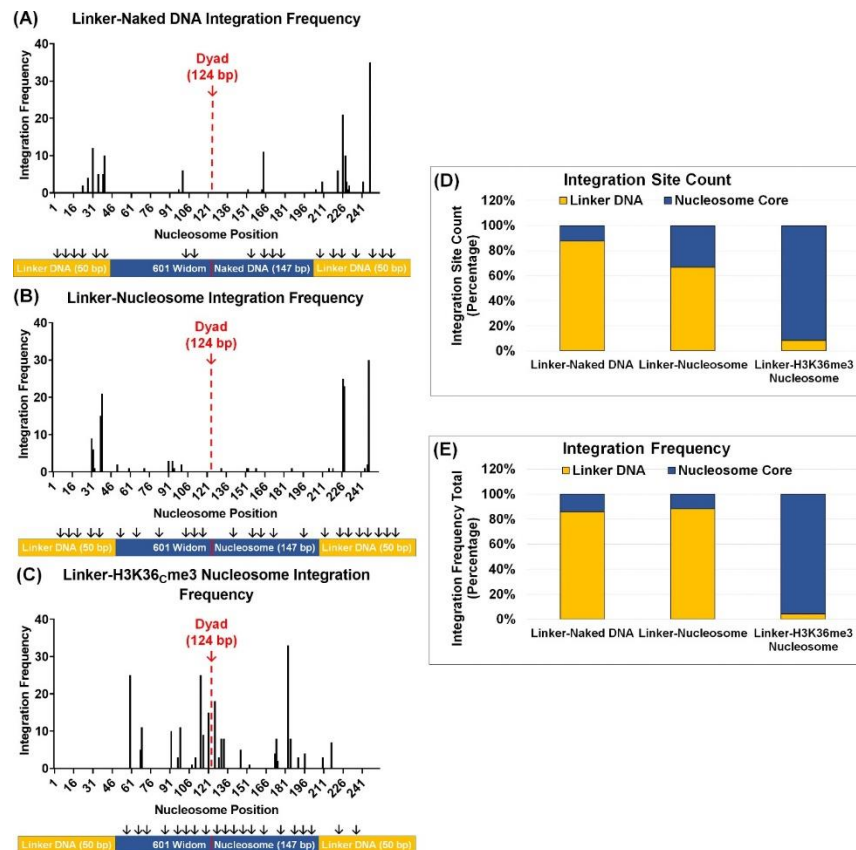 (A)
Linker-Naked DNA Integration Frequency
Integration Frequency
40
30
20
10
0
Dyad
(124 bp)
1 16 31 46 61 76 91 106 121 136 151 166 181 196 211 226 241
Nucleosome Position
Linker DNA (50 bp) 601 Widom Naked DNA (147 bp) Linker DNA (50 bp)
(B)
Linker-Nucleosome Integration Frequency
Integration Frequency
40
30
20
10
0
Dyad
(124 bp)
1 16 31 46 61 76 91 106 121 136 151 166 181 196 211 226 241
Nucleosome Position
Linker DNA (50 bp) 601 Widom Nucleosome (147 bp) Linker DNA (50 bp)
(C)
Linker-H3K36Cme3 Nucleosome Integration
Frequency
Integration Frequency
40
30
20
10
0
Dyad
(124 bp)
1 16 31 46 61 76 91 106 121 136 151 166 181 196 211 226 241
Nucleosome Position
Linker DNA (50 bp) 601 Widom Nucleosome (147 bp) Linker DNA (50 bp)
(D)
Integration Site Count
Linker DNA Nucleosome Core
Integration Site Count
(Percentage)
120%
100%
80%
60%
40%
20%
0%
Linker-Naked DNA Linker-Nucleosome Linker-H3K36me3
Nucleosome
(E)
Integration Frequency
Linker DNA Nucleosome Core
Integration Frequency Total
(Percentage)
120%
100%
80%
60%
40%
20%
0%
Linker-Naked DNA Linker-Nucleosome Linker-H3K36me3
Nucleosome